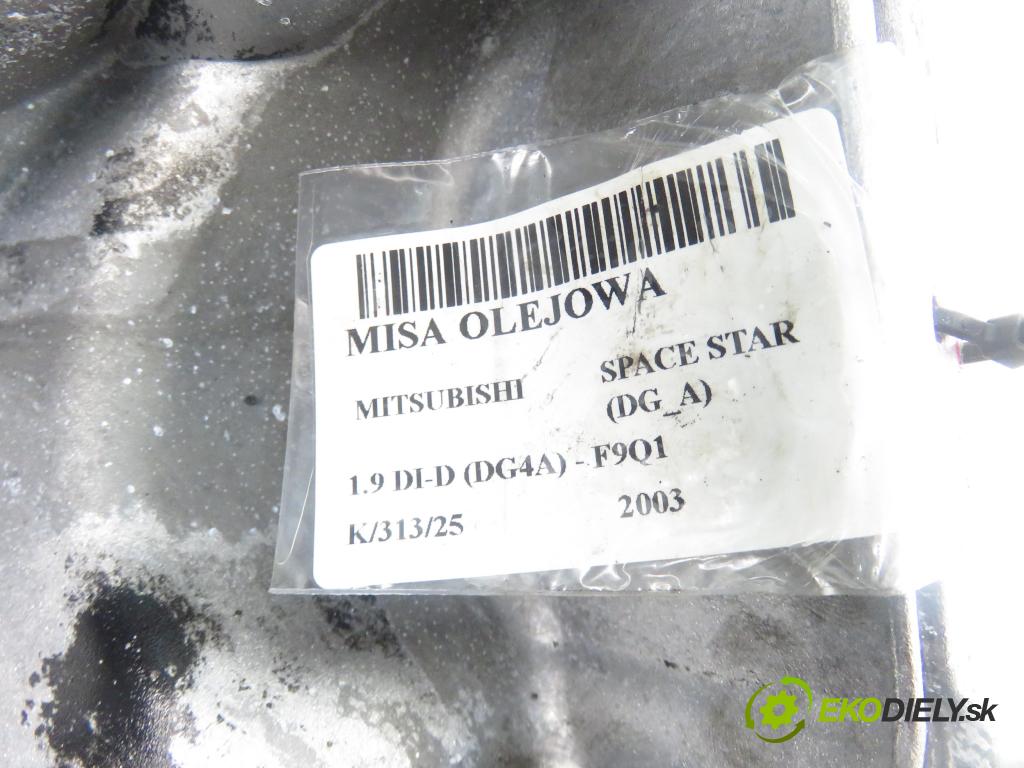 MISA OLEJOWA
MITSUBISHI
SPACE STAR
(DG_A)
1.9 DI-D (DG4A) - F9Q1
K/313/25
2003
EKODIELY.sk